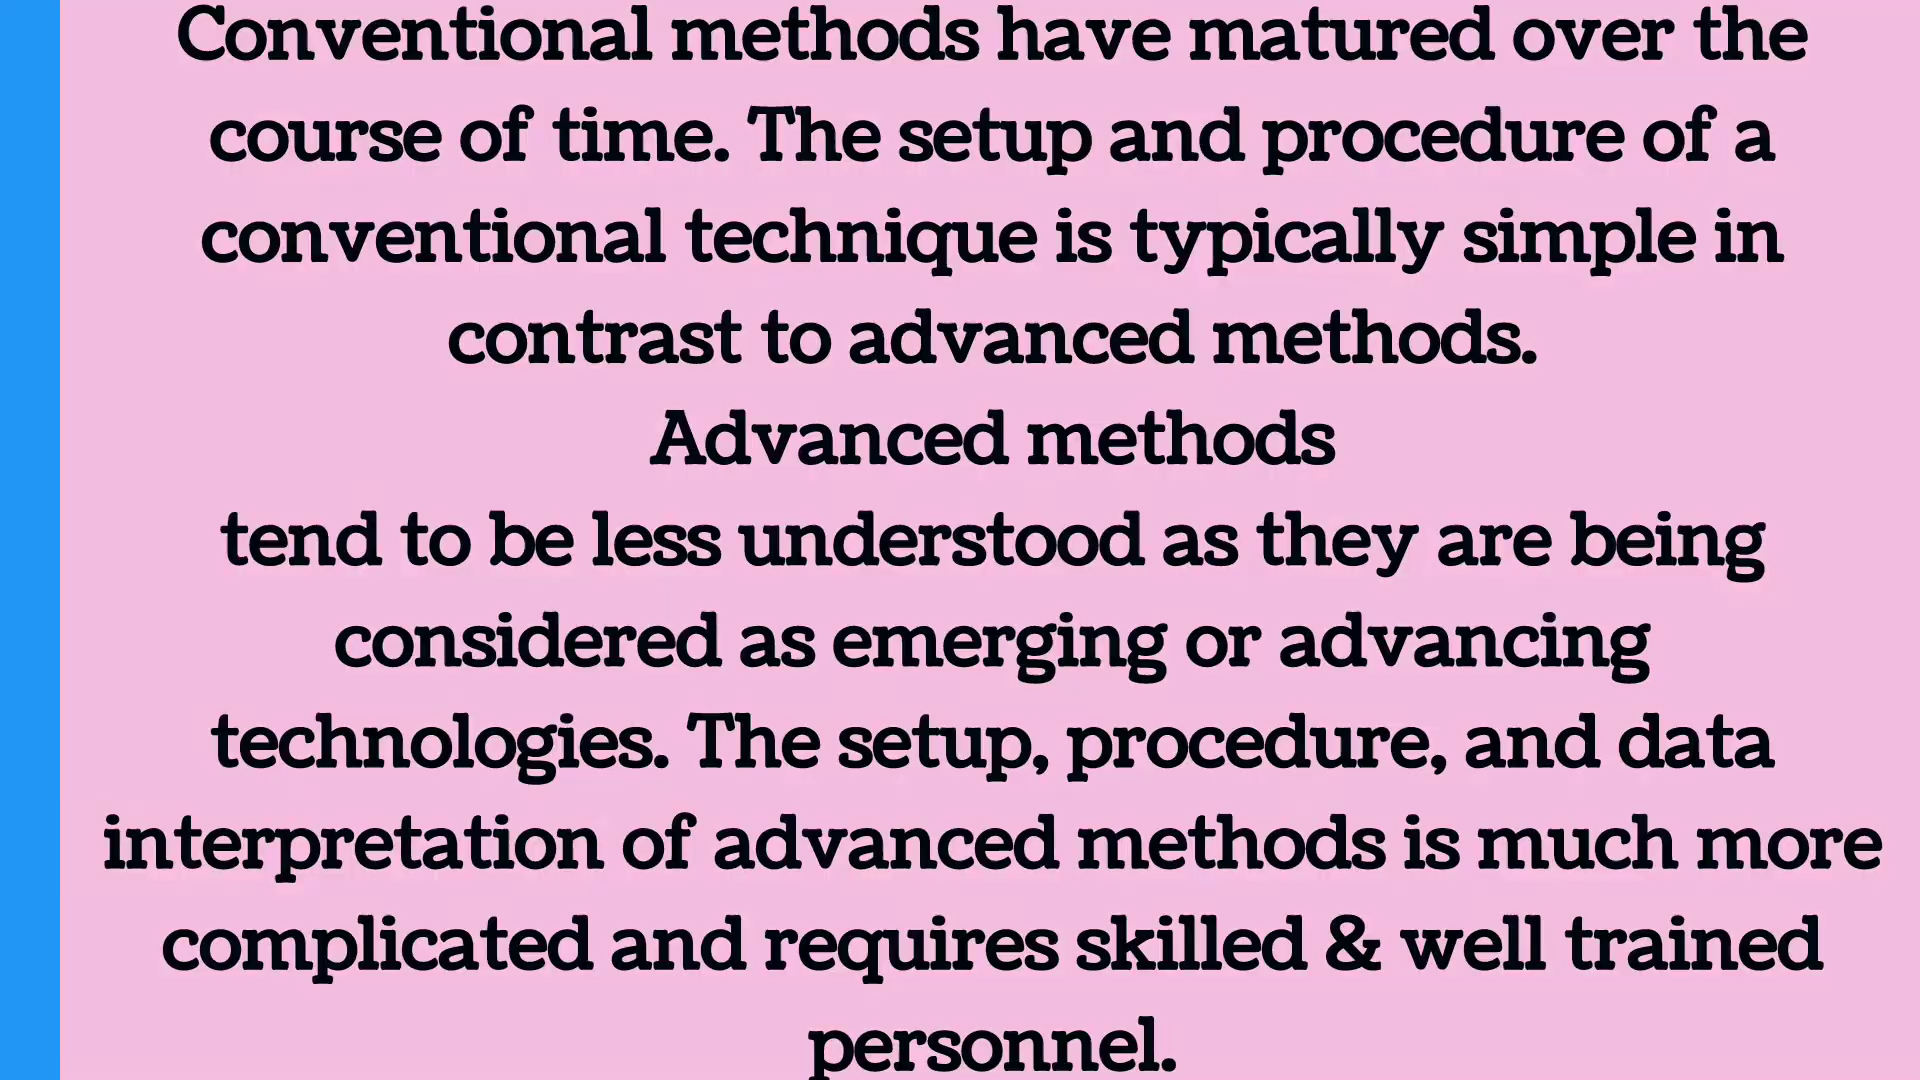 Conventional methods have matured over the
course of time. The setup and procedure of a
conventional technique is typically simple in
contrast to advanced methods.
Advanced methods
tend to be less understood as they are being
considered as emerging or advancing
technologies. The setup, procedure, and data
interpretation of advanced methods is much more
complicated and requires skilled & well trained
personnel.